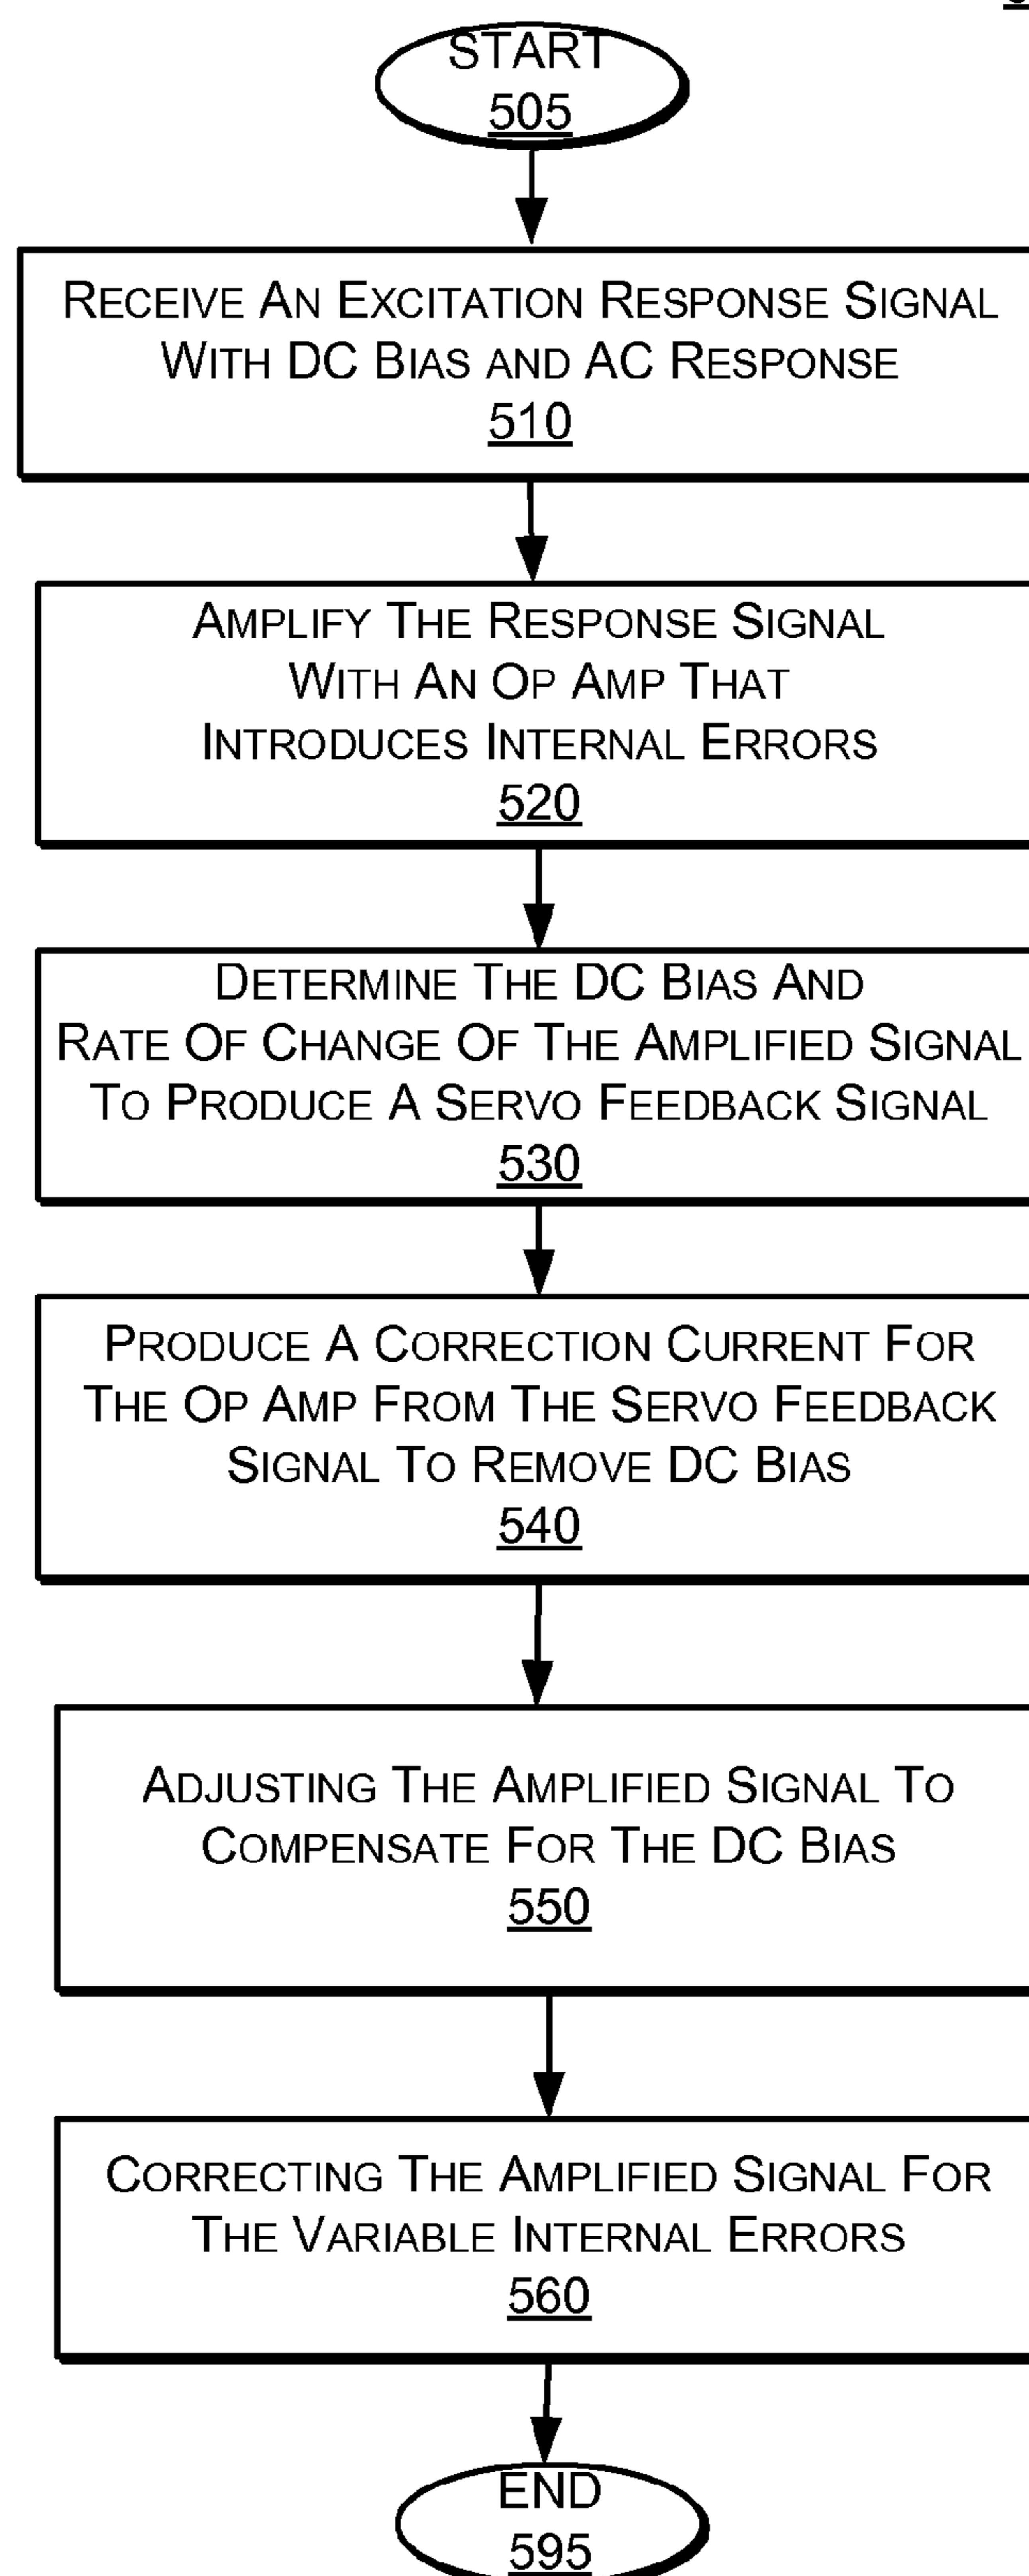 START
505
RECEIVE AN EXCITATION RESPONSE SIGNAL
WITH DC BIAS AND AC RESPONSE
510
AMPLIFY THE RESPONSE SIGNAL
WITH AN OP AMP THAT
INTRODUCES INTERNAL ERRORS
520
DETERMINE THE DC BIAS AND
RATE OF CHANGE OF THE AMPLIFIED SIGNAL
TO PRODUCE A SERVO FEEDBACK SIGNAL
530
PRODUCE A CORRECTION CURRENT FOR
THE OP AMP FROM THE SERVO FEEDBACK
SIGNAL TO REMOVE DC BIAS
540
ADJUSTING THE AMPLIFIED SIGNAL TO
COMPENSATE FOR THE DC BIAS
550
CORRECTING THE AMPLIFIED SIGNAL FOR
THE VARIABLE INTERNAL ERRORS
560
END
595